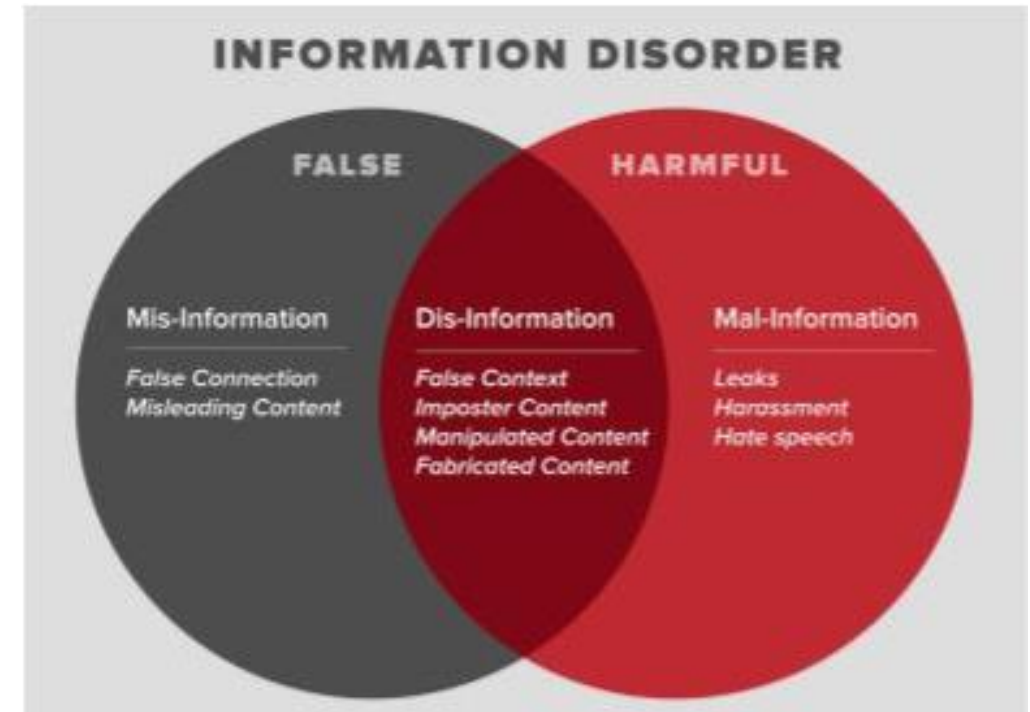 INFORMATION DISORDER
FALSE
HARMFUL
Mis-Information
False Connection
Misleading Content
Dis-Information
False Context
Imposter Content
Manipulated Content
Fabricated Content
Mal-Information
Leaks
Harassment
Hate speech